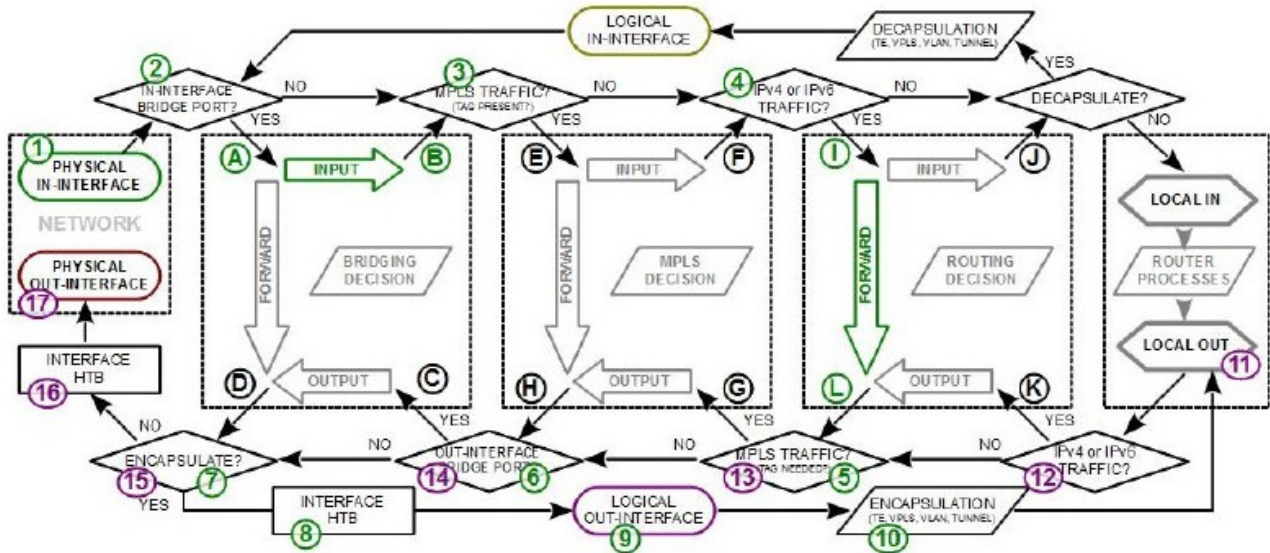 LOGICAL
IN-INTERFACE
DECAPSULATION
(TE, VPLS, VLAN, TUNNEL)
YES
2
IN-INTERFACE
BRIDGE PORT?
NO
3
MPLS TRAFFIC?
(TAG PRESENT?)
NO
4
IPv4 or IPv6
TRAFFIC?
NO
DECAPSULATE?
YES
YES
YES
NO
1
PHYSICAL
IN-INTERFACE
NETWORK
PHYSICAL
OUT-INTERFACE
17
A
INPUT
B
FORWARD
BRIDGING
DECISION
D
OUTPUT
C
E
INPUT
F
FORWARD
MPLS
DECISION
H
OUTPUT
G
I
INPUT
J
FORWARD
ROUTING
DECISION
L
OUTPUT
K
LOCAL IN
ROUTER
PROCESSES
LOCAL OUT
11
INTERFACE
HTB
16
NO
YES
YES
YES
ENCAPSULATE?
15
7
NO
OUT-INTERFACE
BRIDGE PORT?
14
6
NO
MPLS TRAFFIC?
(TAG NEEDED?)
13
5
NO
IPv4 or IPv6
TRAFFIC?
12
YES
INTERFACE
HTB
8
LOGICAL
OUT-INTERFACE
9
ENCAPSULATION
(TE, VPLS, VLAN, TUNNEL)
10